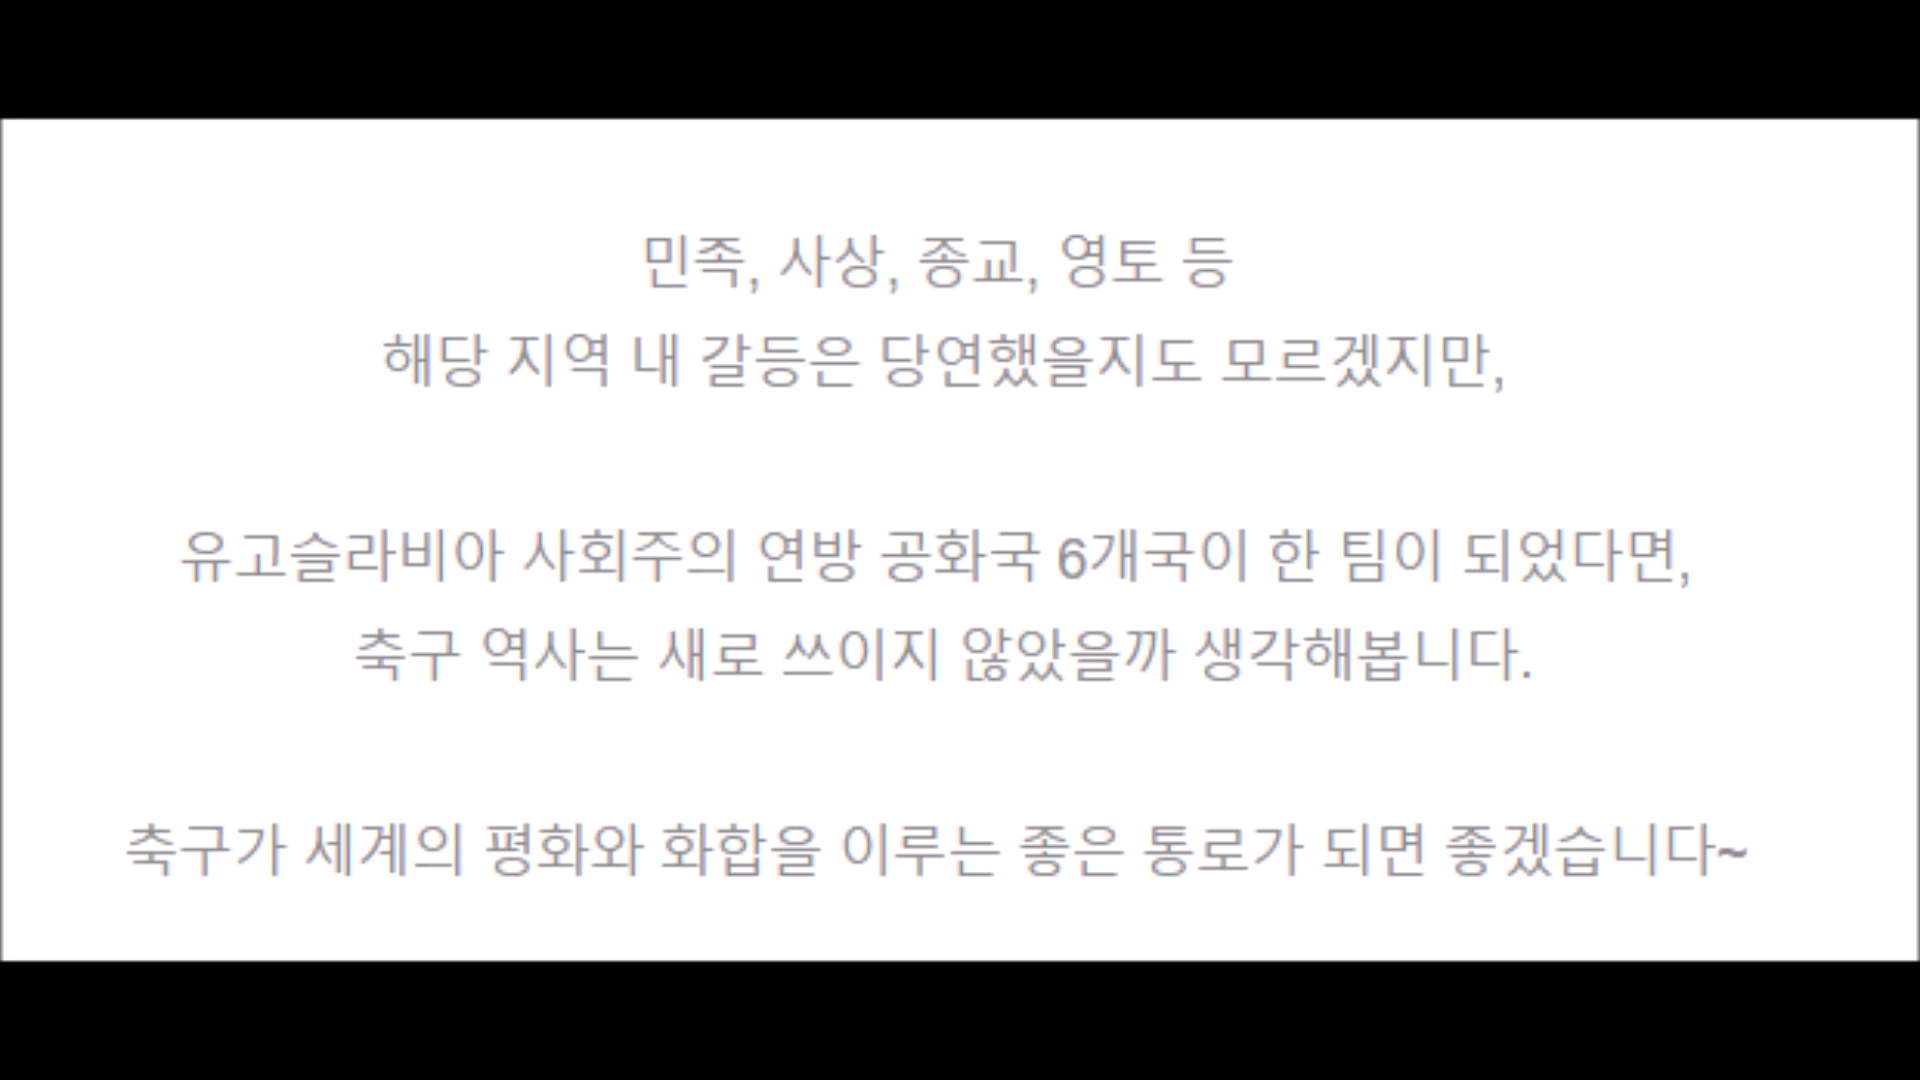 민족, 사상, 종교, 영토 등
해당 지역 내 갈등은 당연했을지도 모르겠지만,
유고슬라비아 사회주의 연방 공화국 6개국이 한 팀이 되었다면,
축구 역사는 새로 쓰이지 않았을까 생각해봅니다.
축구가 세계의 평화와 화합을 이루는 좋은 통로가 되면 좋겠습니다~